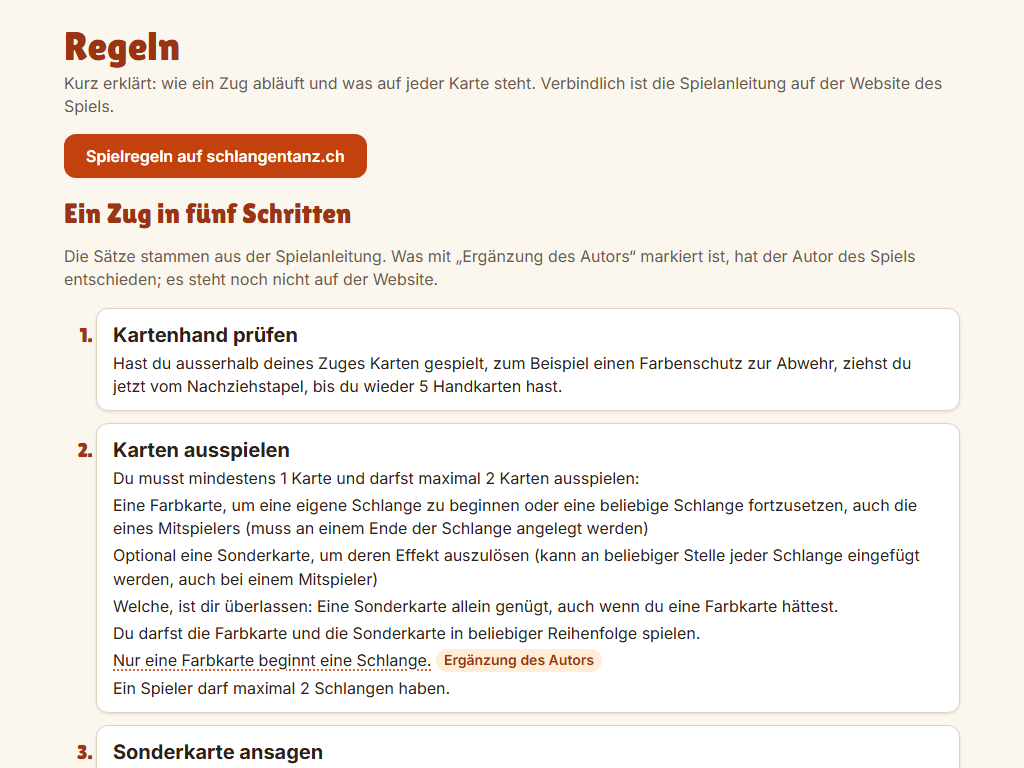 Regeln
Kurz erklärt: wie ein Zug abläuft und was auf jeder Karte steht. Verbindlich ist die Spielanleitung auf der Website des
Spiels.
Spielregeln auf schlangentanz.ch
Ein Zug in fünf Schritten
Die Sätze stammen aus der Spielanleitung. Was mit „Ergänzung des Autors“ markiert ist, hat der Autor des Spiels
entschieden; es steht noch nicht auf der Website.
1. Kartenhand prüfen
Hast du ausserhalb deines Zuges Karten gespielt, zum Beispiel einen Farbenschutz zur Abwehr, ziehst du
jetzt vom Nachziehstapel, bis du wieder 5 Handkarten hast.
2. Karten ausspielen
Du musst mindestens 1 Karte und darfst maximal 2 Karten ausspielen:
Eine Farbkarte, um eine eigene Schlange zu beginnen oder eine beliebige Schlange fortzusetzen, auch die
eines Mitspielers (muss an einem Ende der Schlange angelegt werden)
Optional eine Sonderkarte, um deren Effekt auszulösen (kann an beliebiger Stelle jeder Schlange eingefügt
werden, auch bei einem Mitspieler)
Welche, ist dir überlassen: Eine Sonderkarte allein genügt, auch wenn du eine Farbkarte hättest.
Du darfst die Farbkarte und die Sonderkarte in beliebiger Reihenfolge spielen.
Nur eine Farbkarte beginnt eine Schlange. Ergänzung des Autors
Ein Spieler darf maximal 2 Schlangen haben.
3. Sonderkarte ansagen